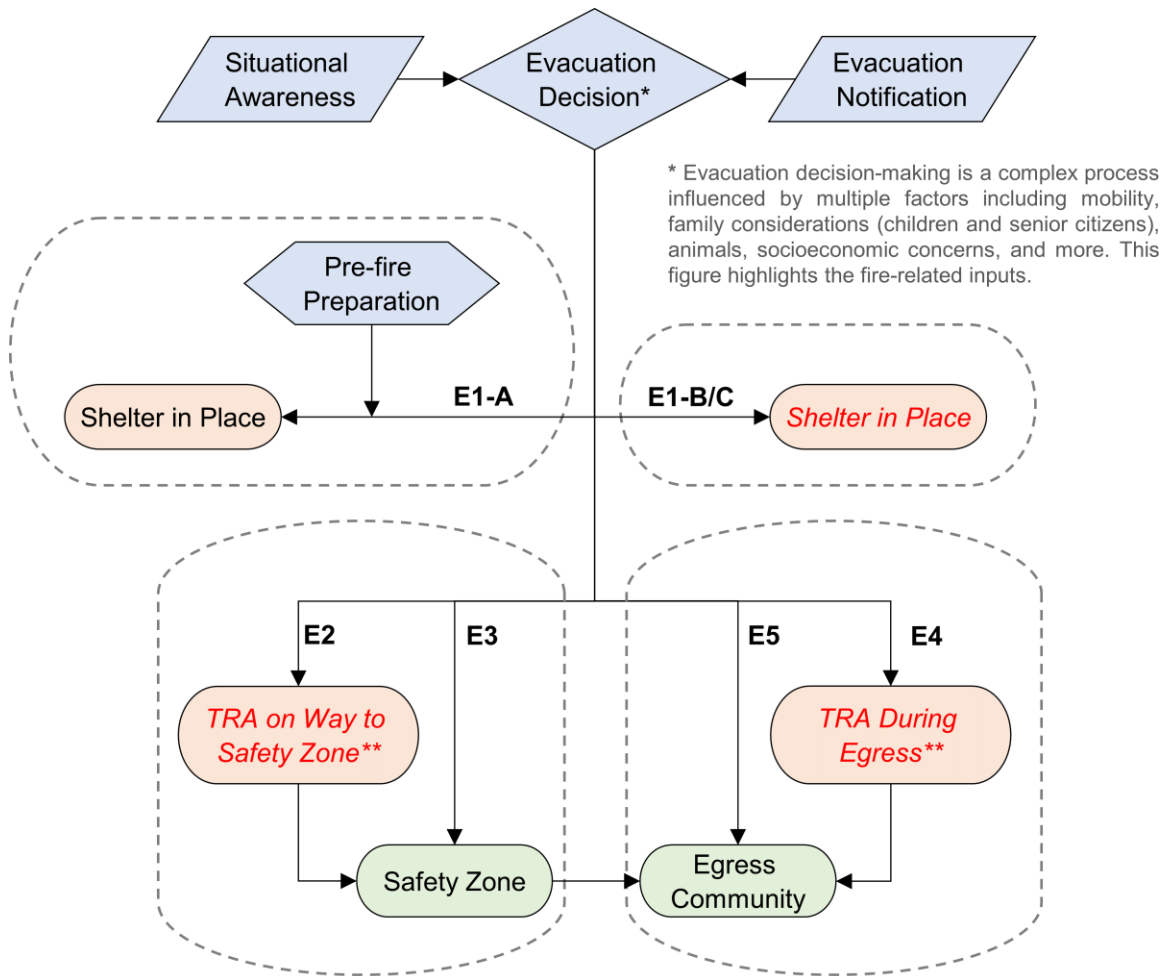 Situational
Awareness
Evacuation
Decision*
Evacuation
Notification
* Evacuation decision-making is a complex process
influenced by multiple factors including mobility,
family considerations (children and senior citizens),
animals, socioeconomic concerns, and more. This
figure highlights the fire-related inputs.
Pre-fire
Preparation
E1-A
E1-B/C
Shelter in Place
Shelter in Place
E2
E3
E5
E4
TRA on Way to
Safety Zone**
TRA During
Egress**
Safety Zone
Egress
Community